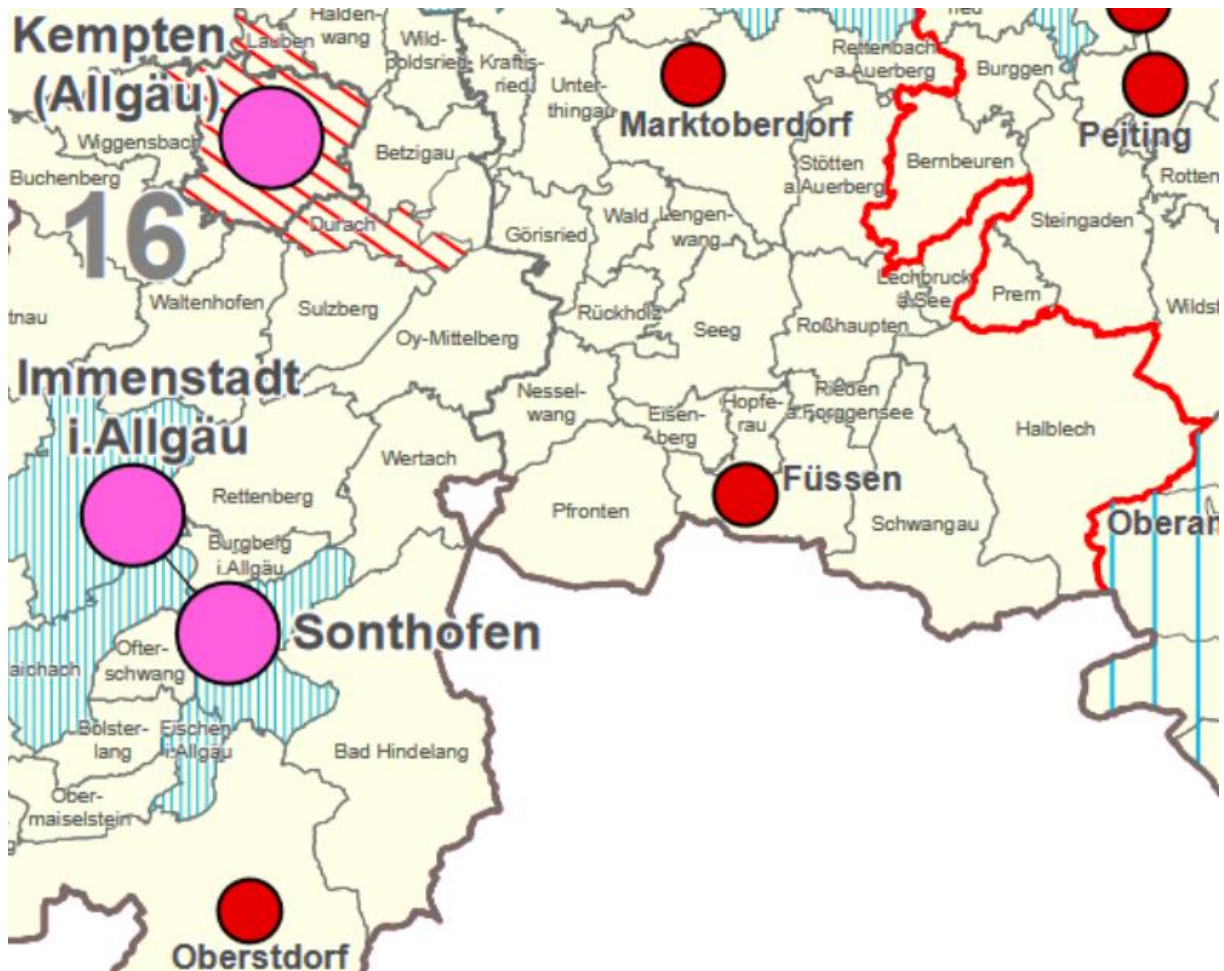 Kempten
(Allgäu)
Lauben
Halden-
wang
Wild-
poldsried
Kraftis-
ried
Unter-
thingau
Marktoberdorf
Rettenbach
a.Auerberg
ried
Burggen
Peiting
Wiggensbach
Betzigau
Stötten
a.Auerberg
Bernbeuren
Buchenberg
16
Durach
Görisried
Wald
Lengen-
wang
Steingaden
Rotten
Waltenhofen
Sulzberg
Rückholz
Seeg
Roßhaupten
Lechbruck
a.See
Prem
Wildst
tnau
Oy-Mittelberg
Immenstadt
i.Allgäu
Nessel-
wang
Eisen-
berg
Hopfe-
rau
Rieden
a.Forggensee
Halblech
Wertach
Rettenberg
Pfronten
Füssen
Schwangau
Oberam
Burgberg
i.Allgäu
Sonthofen
Ofter-
schwang
aichach
Bolster-
lang
Fischen
i.Allgäu
Bad Hindelang
Ober-
maiselstein
Oberstdorf